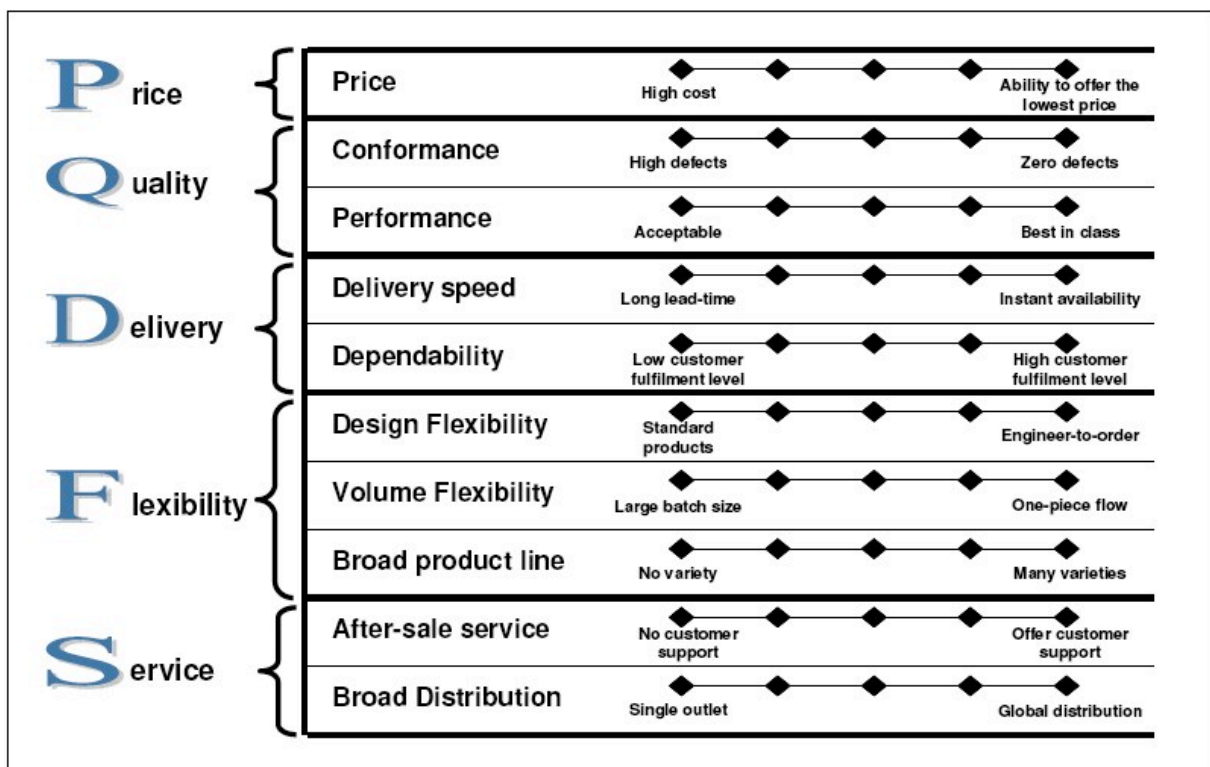 Price
Price
High cost
Ability to offer the
lowest price
Quality
Conformance
High defects
Zero defects
Performance
Acceptable
Best in class
Delivery
Delivery speed
Long lead-time
Instant availability
Dependability
Low customer
fulfilment level
High customer
fulfilment level
Flexibility
Design Flexibility
Standard
products
Engineer-to-order
Volume Flexibility
Large batch size
One-piece flow
Broad product line
No variety
Many varieties
Service
After-sale service
No customer
support
Offer customer
support
Broad Distribution
Single outlet
Global distribution